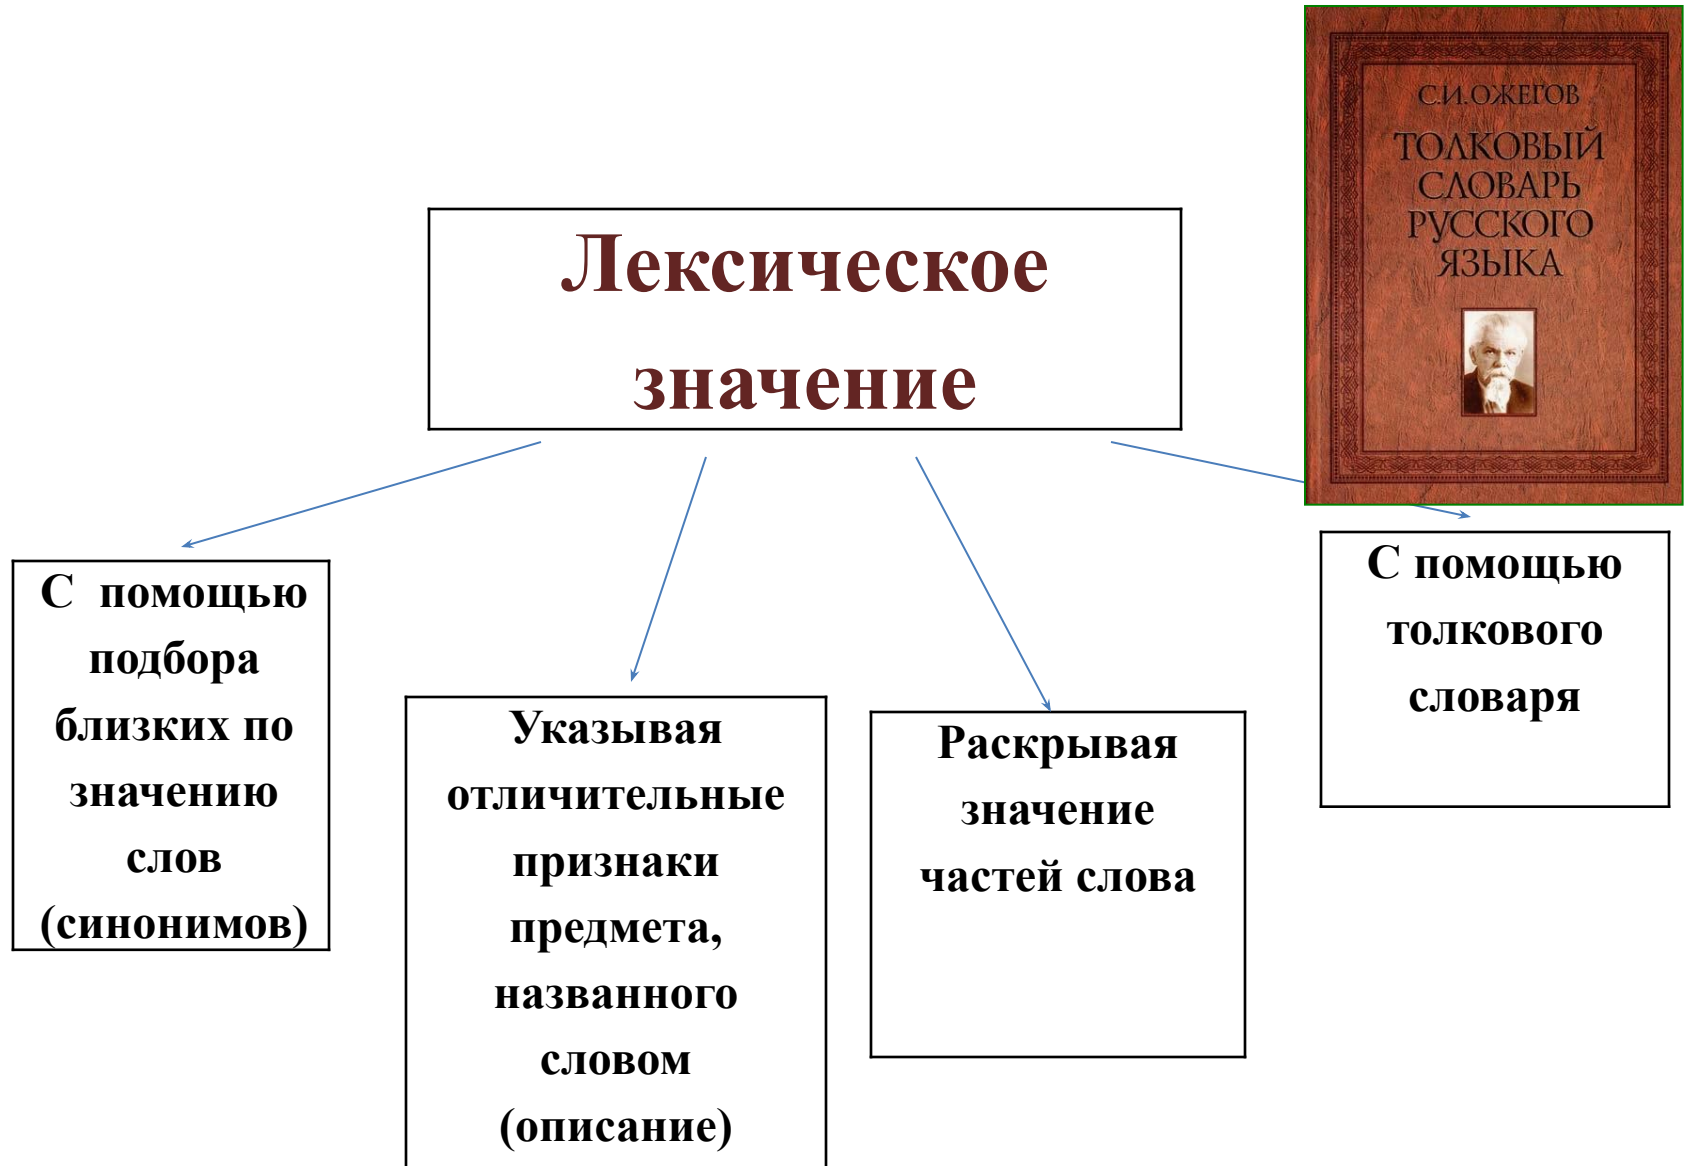 С.И. ОЖЕГОВ
ТОЛКОВЫЙ
СЛОВАРЬ
РУССКОГО
ЯЗЫКА
Лексическое
значение
С помощью
подбора
близких по
значению
слов
(синонимов)
Указывая
отличительные
признаки
предмета,
названного
словом
(описание)
Раскрывая
значение
частей слова
С помощью
толкового
словаря